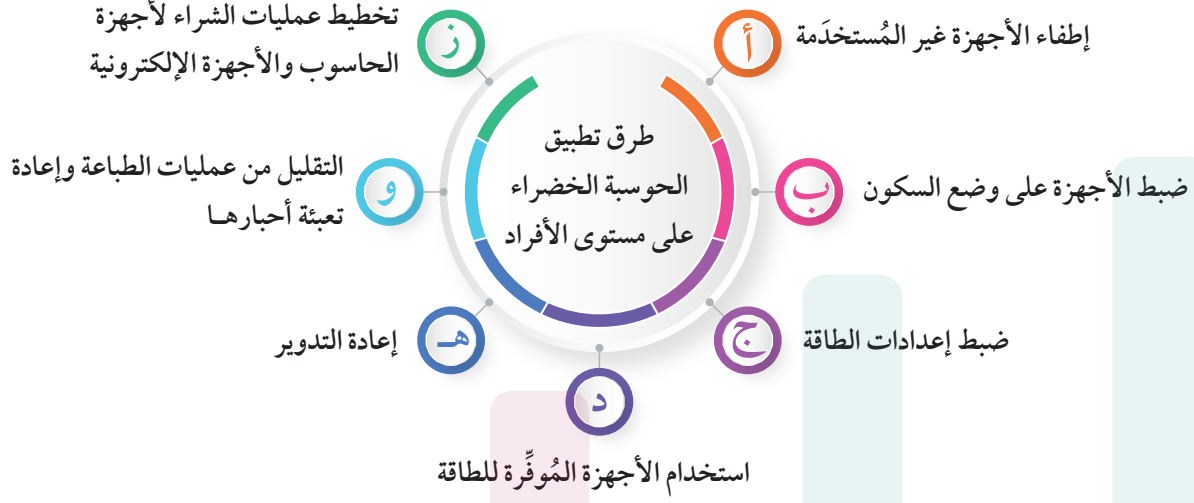 طرق تطبيق
الحوسبة الخضراء
على مستوى الأفراد
أ
إطفاء الأجهزة غير المُستخدَمة
ب
ضبط الأجهزة على وضع السكون
ج
ضبط إعدادات الطاقة
د
استخدام الأجهزة المُوفِّرة للطاقة
هـ
إعادة التدوير
و
التقليل من عمليات الطباعة وإعادة
تعبئة أحبارهـا
ز
تخطيط عمليات الشراء لأجهزة
الحاسوب والأجهزة الإلكترونية